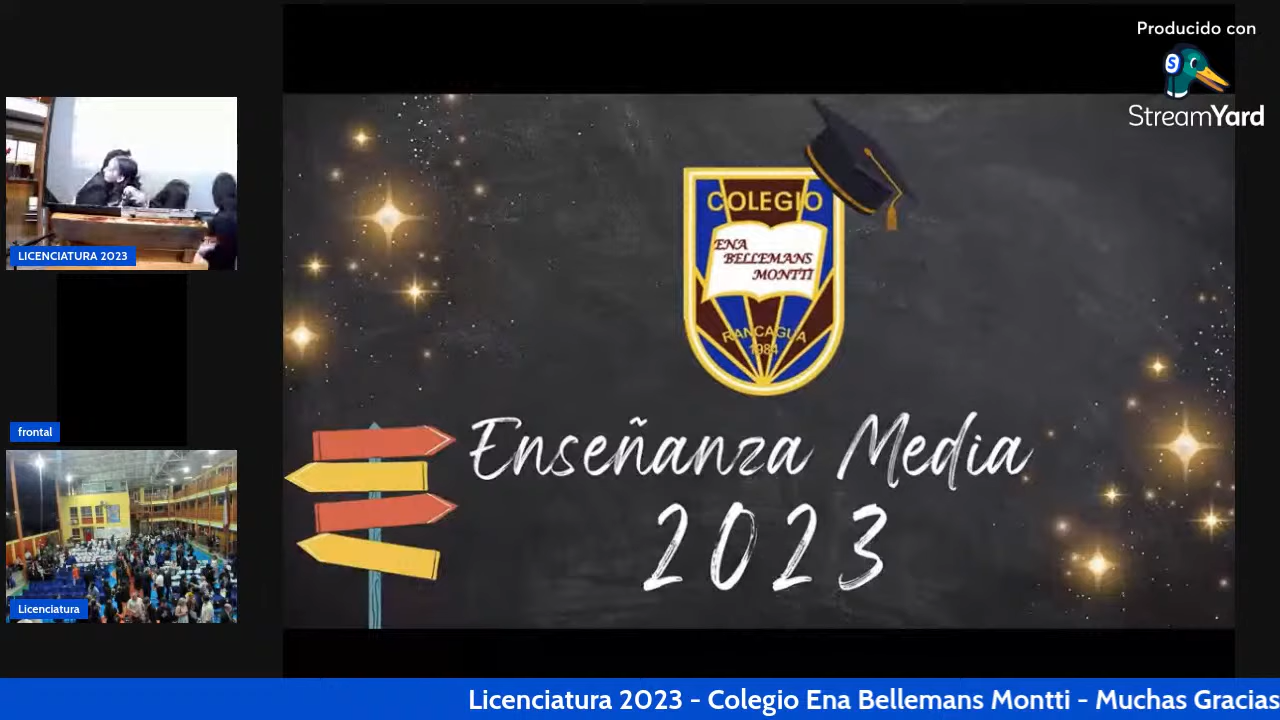 Producido con
StreamYard
LICENCIATURA 2023
frontal
Licenciatura
COLEGIO
ENA
BELLEMANS
MONTTI
RANCAGUA
1984
Enseñanza Media
2023
Licenciatura 2023 - Colegio Ena Bellemans Montti - Muchas Gracias